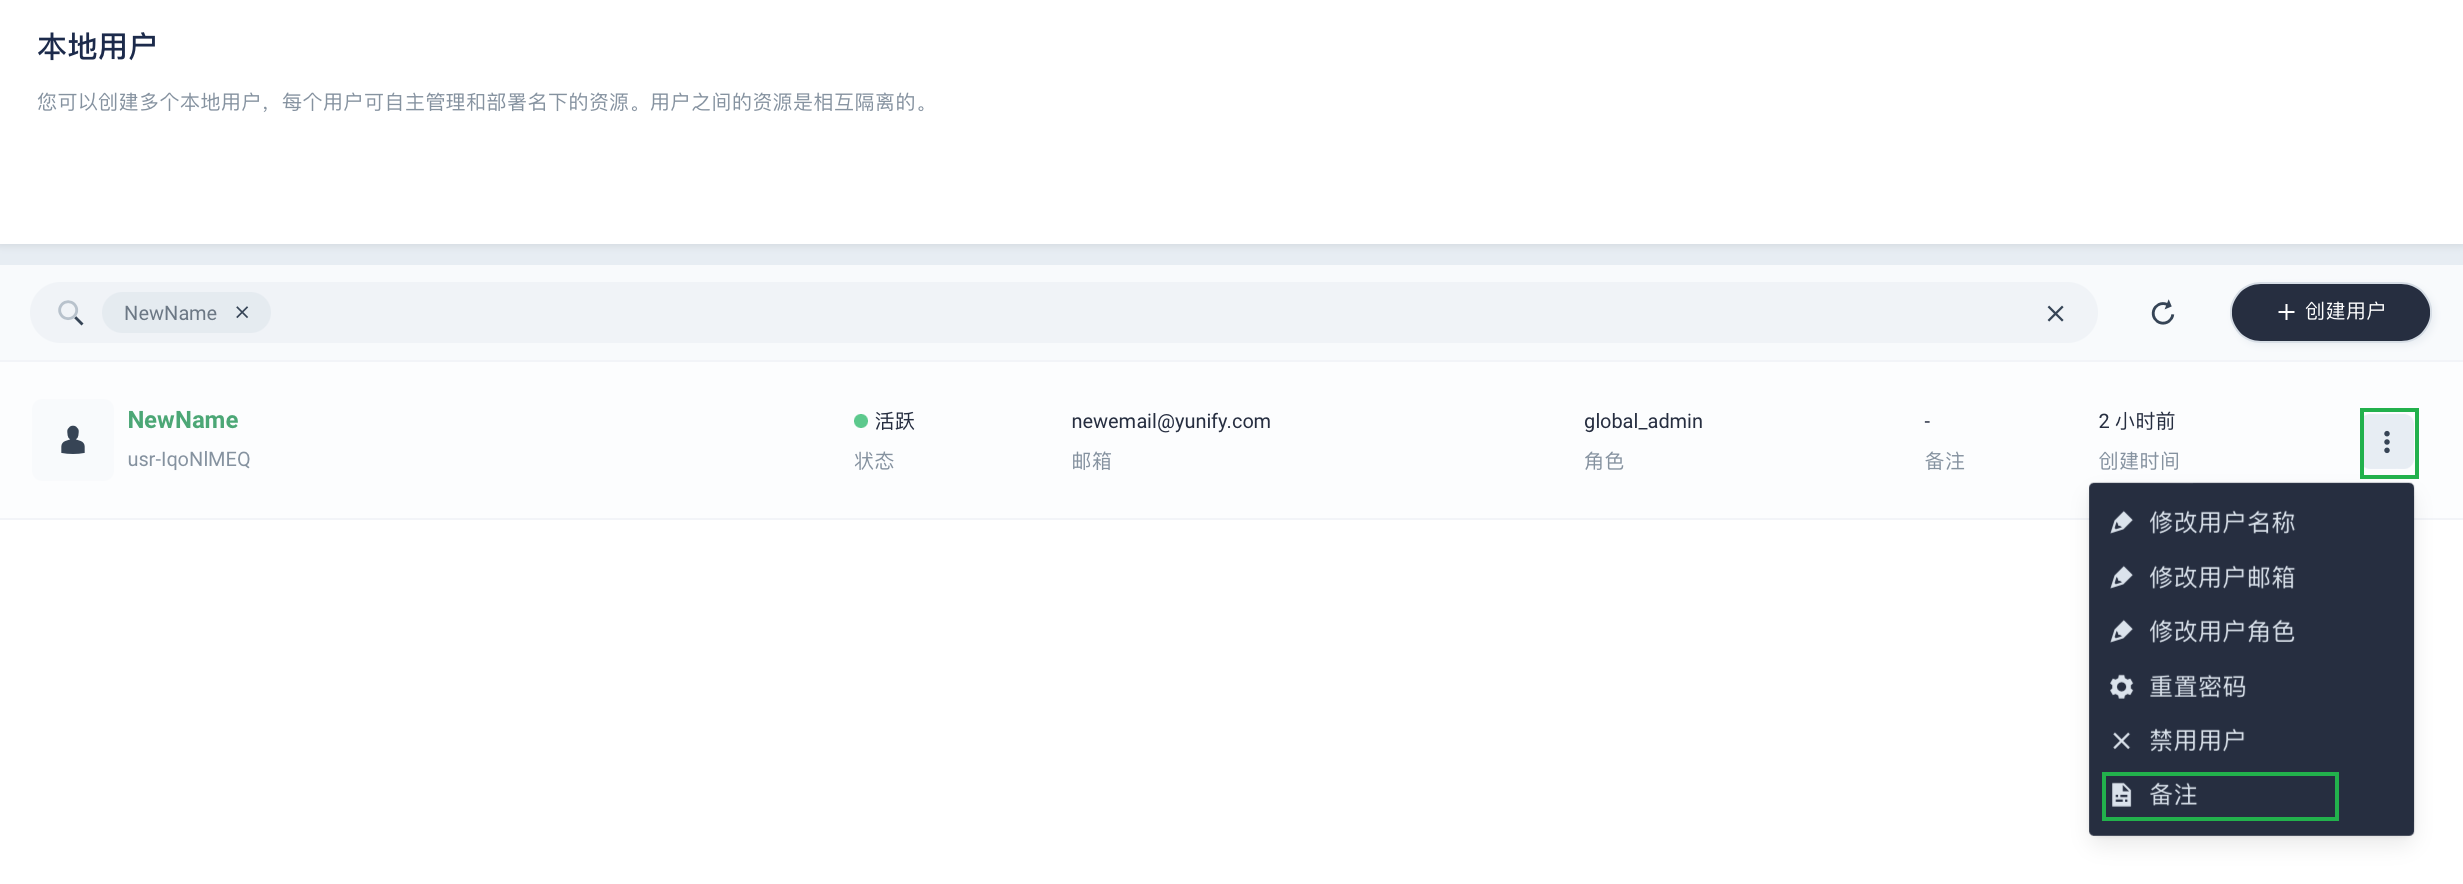 本地用户
您可以创建多个本地用户，每个用户可自主管理和部署名下的资源。用户之间的资源是相互隔离的。
NewName
创建用户
NewName 活跃 newemail@yunify.com global_admin - 2 小时前
usr-IqoNlMEQ 状态 邮箱 角色 备注 创建时间
修改用户名称
修改用户邮箱
修改用户角色
重置密码
禁用用户
备注